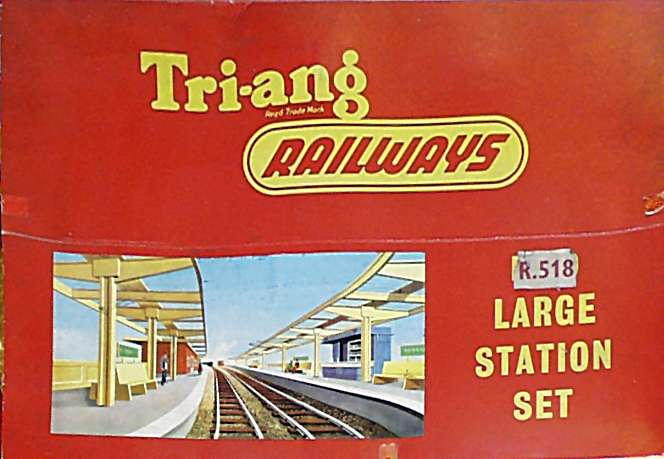 Tri-ang
Regd Trade Mark
RAILWAYS
R.518
LARGE
STATION
SET